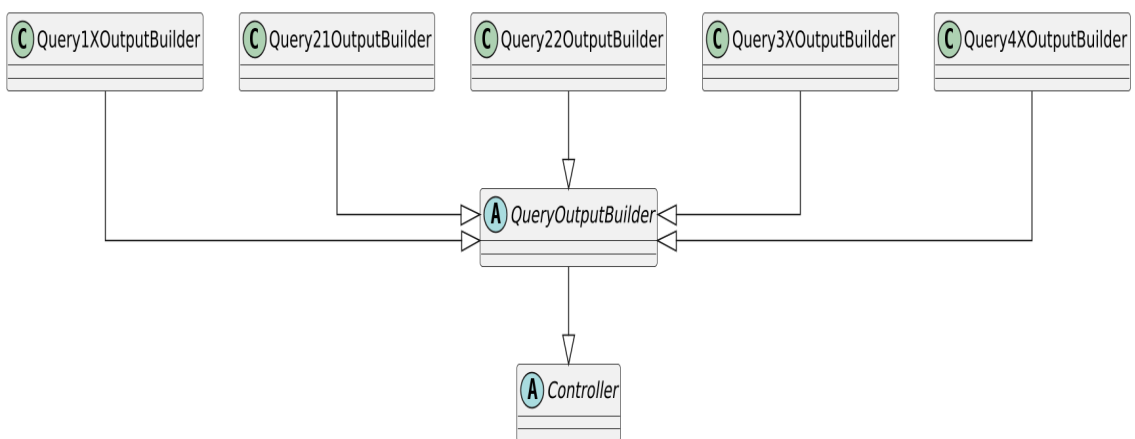 C Query1XOutputBuilder
C Query21OutputBuilder
C Query22OutputBuilder
C Query3XOutputBuilder
C Query4XOutputBuilder
A QueryOutputBuilder
A Controller